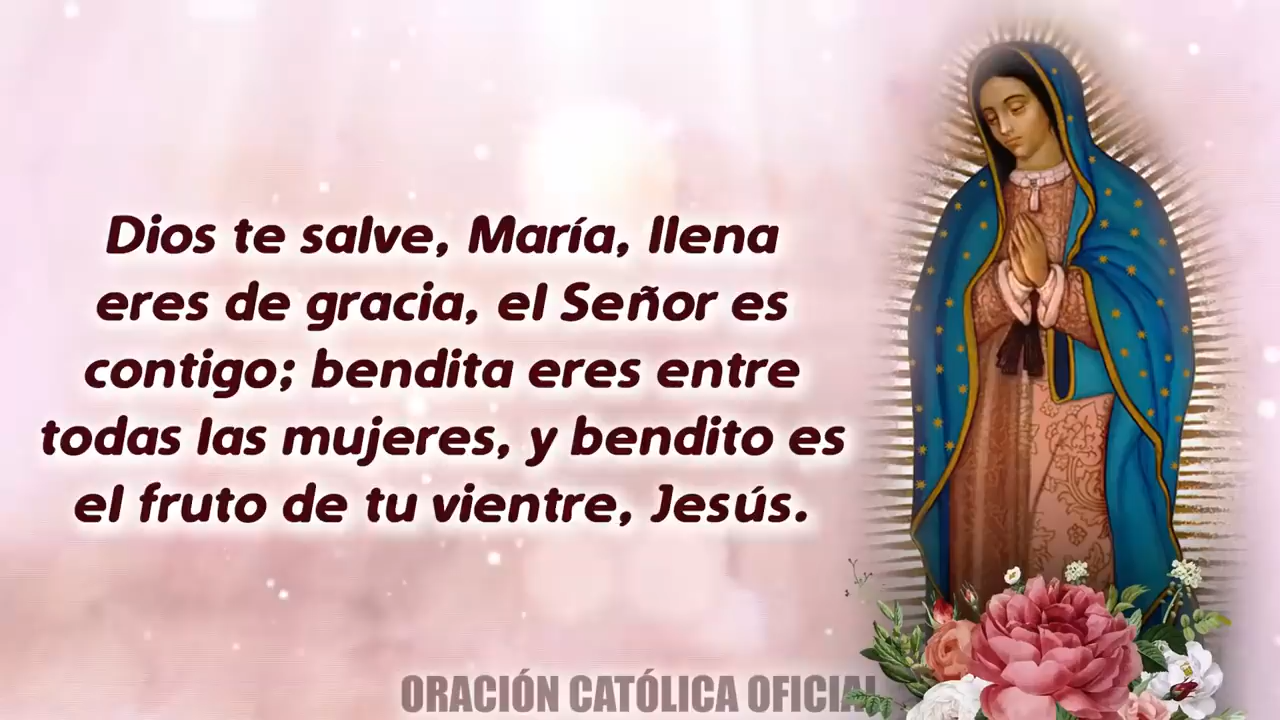 Dios te salve, María, llena
eres de gracia, el Señor es
contigo; bendita eres entre
todas las mujeres, y bendito es
el fruto de tu vientre, Jesús.
ORACIÓN CATÓLICA OFICIAL